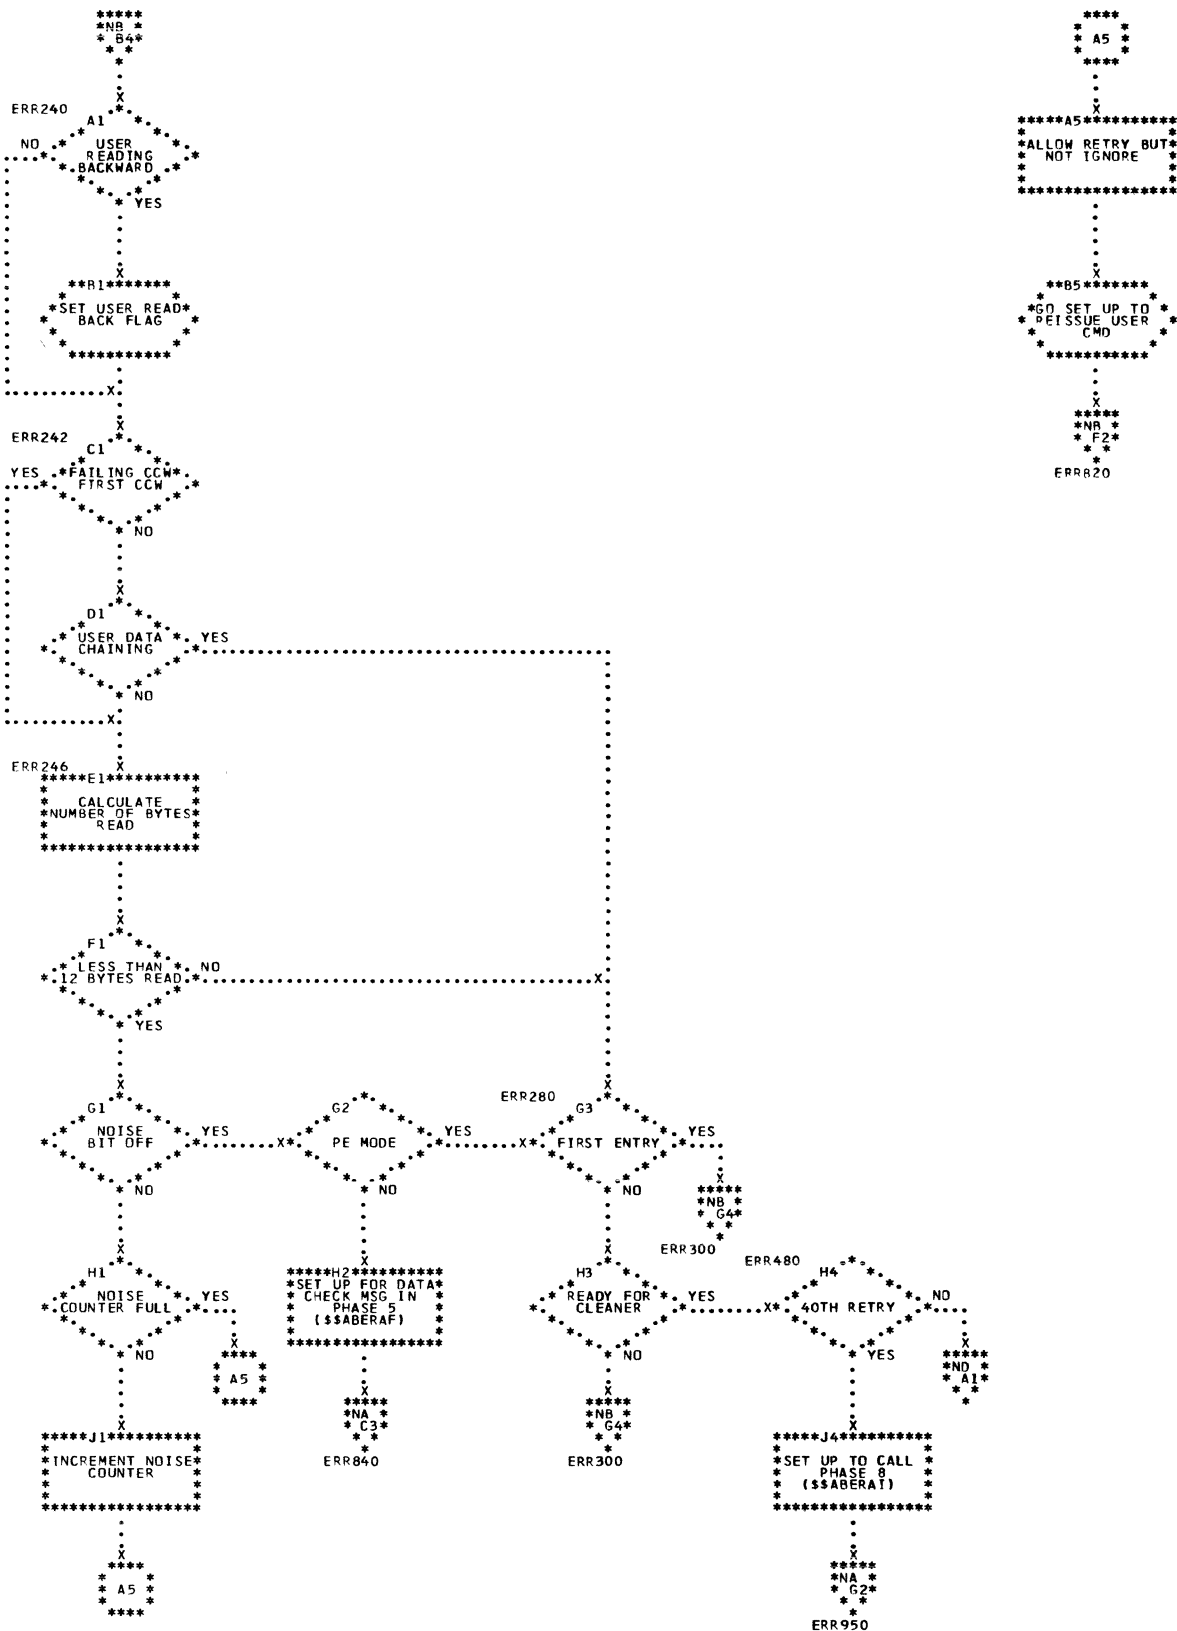 NB
B4
ERR240
A1
USER
READING
BACKWARD
NO
YES
B1
SET USER READ
BACK FLAG
ERR242
C1
FAILING CCW
FIRST CCW
YES
NO
D1
USER DATA
CHAINING
YES
NO
ERR246
E1
CALCULATE
NUMBER OF BYTES
READ
F1
LESS THAN
12 BYTES READ
NO
YES
G1
NOISE
BIT OFF
YES
NO
G2
PE MODE
YES
NO
ERR280
G3
FIRST ENTRY
YES
NO
NB
G4
ERR300
H1
NOISE
COUNTER FULL
YES
NO
A5
H2
SET UP FOR DATA
CHECK MSG IN
PHASE 5
($$ABERAF)
NA
C3
ERR840
H3
READY FOR
CLEANER
YES
NO
NB
G4
ERR300
ERR480
H4
40TH RETRY
NO
YES
ND
A1
J1
INCREMENT NOISE
COUNTER
A5
J4
SET UP TO CALL
PHASE 8
($$ABERAI)
NA
G2
ERR950
A5
A5
ALLOW RETRY BUT
NOT IGNORE
B5
GO SET UP TO
REISSUE USER
CMD
NB
F2
ERR820